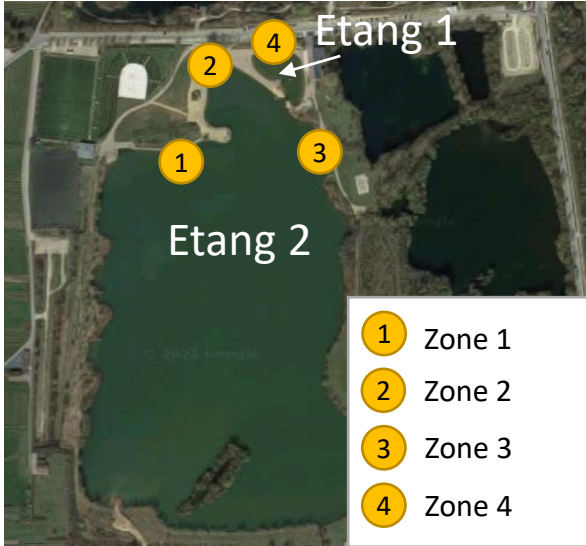 4
Etang 1
2
1
3
Etang 2
© 2021 Google
1 Zone 1
2 Zone 2
3 Zone 3
4 Zone 4